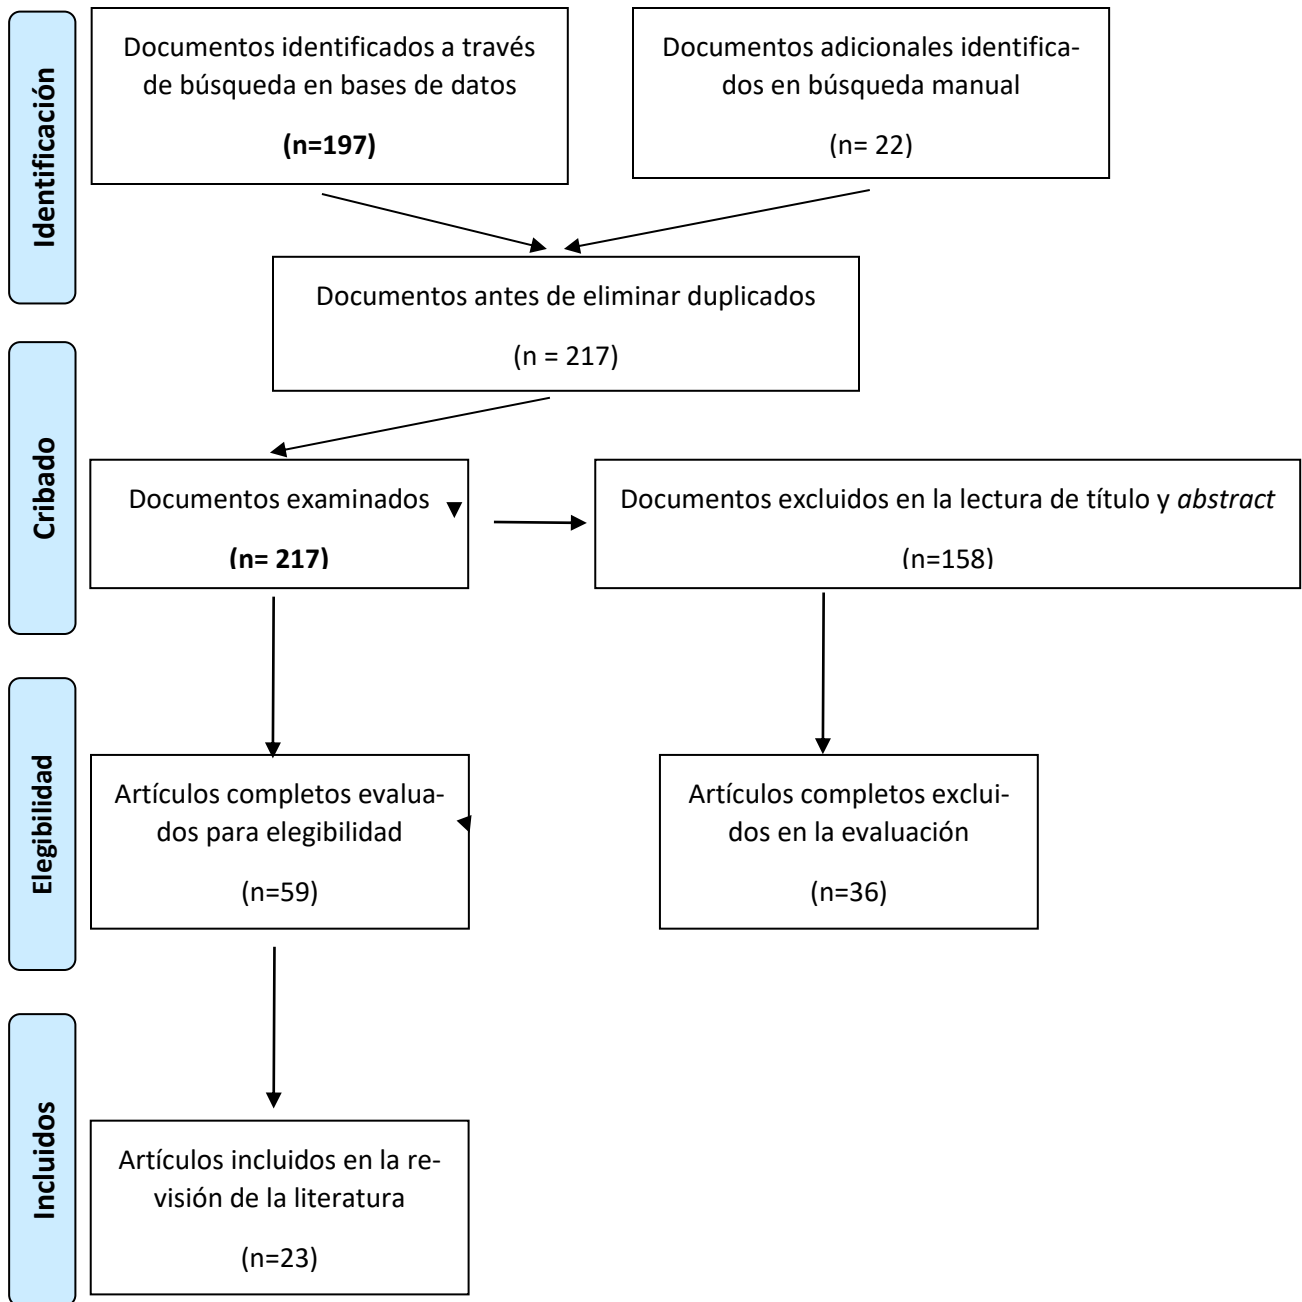 Identificación
Documentos identificados a través
de búsqueda en bases de datos
(n=197)
Documentos adicionales identifica-
dos en búsqueda manual
(n= 22)
Documentos antes de eliminar duplicados
(n = 217)
Cribado
Documentos examinados
(n= 217)
Documentos excluidos en la lectura de título y abstract
(n=158)
Elegibilidad
Artículos completos evalua-
dos para elegibilidad
(n=59)
Artículos completos exclui-
dos en la evaluación
(n=36)
Incluidos
Artículos incluidos en la re-
visión de la literatura
(n=23)